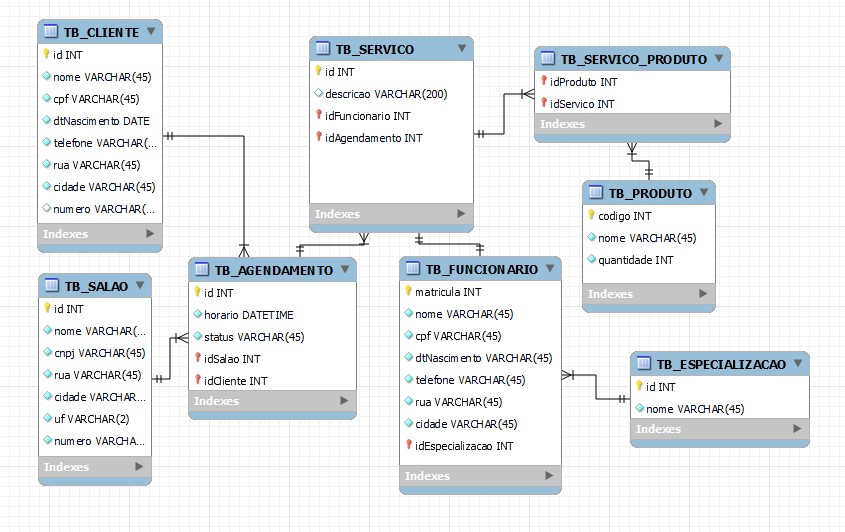 TB_CLIENTE
id INT
nome VARCHAR(45)
cpf VARCHAR(45)
dtNascimento DATE
telefone VARCHAR(...
rua VARCHAR(45)
cidade VARCHAR(45)
numero VARCHAR(...
Indexes
TB_SERVICO
id INT
descricao VARCHAR(200)
idFuncionario INT
idAgendamento INT
Indexes
TB_SERVICO_PRODUTO
idProduto INT
idServico INT
Indexes
TB_PRODUTO
codigo INT
nome VARCHAR(45)
quantidade INT
Indexes
TB_SALAO
id INT
nome VARCHAR(...
cnpj VARCHAR(45)
rua VARCHAR(45)
cidade VARCHAR...
uf VARCHAR(2)
numero VARCHA...
Indexes
TB_AGENDAMENTO
id INT
horario DATETIME
status VARCHAR(45)
idSalao INT
idCliente INT
Indexes
TB_FUNCIONARIO
matricula INT
nome VARCHAR(45)
cpf VARCHAR(45)
dtNascimento VARCHAR(45)
telefone VARCHAR(45)
rua VARCHAR(45)
cidade VARCHAR(45)
idEspecializacao INT
Indexes
TB_ESPECIALIZACAO
id INT
nome VARCHAR(45)
Indexes